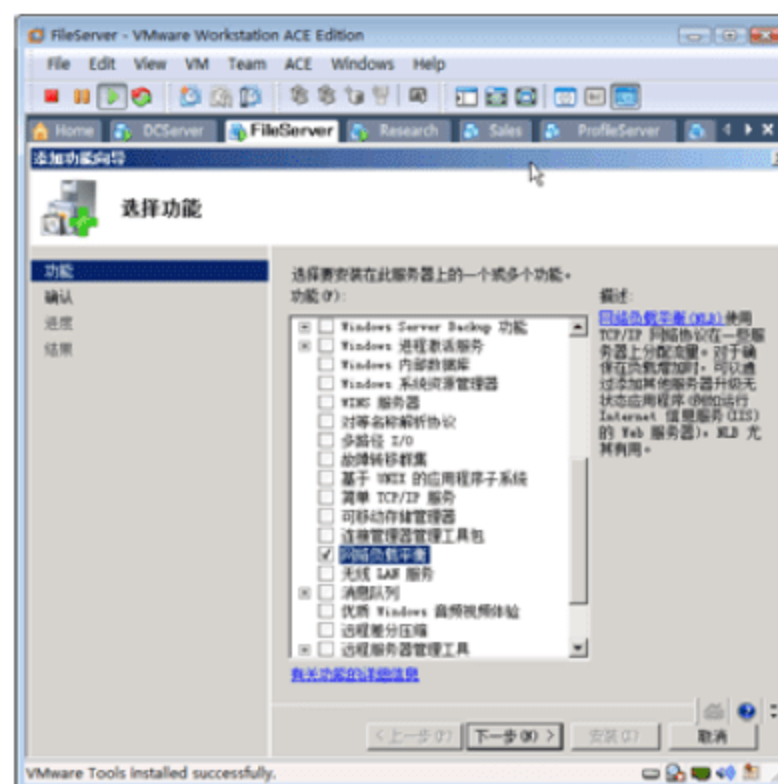 FileServer - VMware Workstation ACE Edition
File Edit View VM Team ACE Windows Help
Home DCServer FileServer Research Sales ProfileServer
添加功能向导
选择功能
功能
确认
进度
结果
选择要安装在此服务器上的一个或多个功能。
功能(F):
Windows Server Backup 功能
Windows 进程激活服务
Windows 内部数据库
Windows 系统资源管理器
WINS 服务器
对等名称解析协议
多路径 I/O
故障转移群集
基于 UNIX 的应用程序子系统
简单 TCP/IP 服务
可移动存储管理器
连接管理器管理工具包
网络负载平衡
无线 LAN 服务
消息队列
优质 Windows 音频视频体验
远程差分压缩
远程服务器管理工具
有关功能的详细信息
描述:
网络负载平衡(NLB)使用
TCP/IP 网络协议在一些服
务器上分配流量。对于确
保在负载增加时，可以通
过添加其他服务器升级无
状态应用程序(例如运行
Internet 信息服务(IIS)
的 Web 服务器)，NLB 尤
其有用。
< 上一步(P) 下一步(N) > 安装(I) 取消
VMware Tools installed successfully.